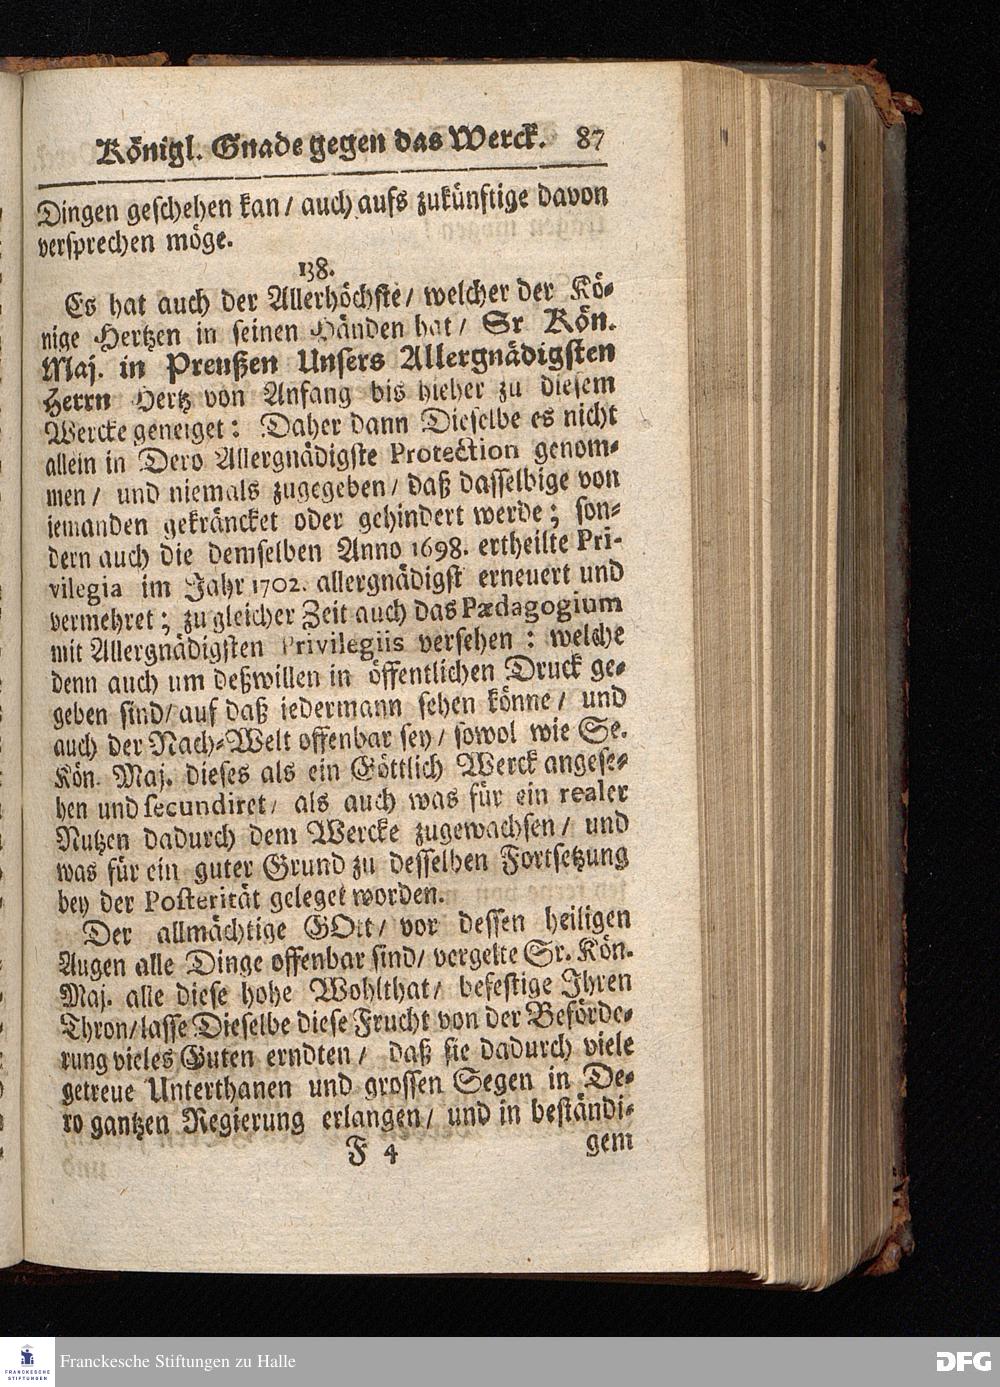 Königl. Gnade gegen das Werck. 87
Dingen geschehen kan / auch aufs zukünftige davon
versprechen möge.
138.
Es hat auch der Allerhöchste / welcher der Kö-
nige Hertzen in seinen Händen hat / Sr Kön.
Maj. in Preußen Unsers Allergnädigsten
Herrn Hertz von Anfang bis hieher zu diesem
Wercke geneiget: Daher dann Dieselbe es nicht
allein in Dero Allergnädigste Protection genom-
men / und niemals zugegeben / daß dasselbige von
iemanden gekräncket oder gehindert werde; son-
dern auch die demselben Anno 1698. ertheilte Pri-
vilegia im Jahr 1702. allergnädigst erneuert und
vermehret; zu gleicher Zeit auch das Pædagogium
mit Allergnädigsten Privilegiis versehen: welche
denn auch um deßwillen in öffentlichen Druck ge-
geben sind / auf daß iedermann sehen könne / und
auch der Nach-Welt offenbar sey / sowol wie Se.
Kön. Maj. dieses als ein Göttlich Werck angese-
hen und secundiret / als auch was für ein realer
Nutzen dadurch dem Wercke zugewachsen / und
was für ein guter Grund zu desselben Fortsetzung
bey der Posterität geleget worden.
Der allmächtige GOtt / vor dessen heiligen
Augen alle Dinge offenbar sind / vergelte Sr. Kön.
Maj. alle diese hohe Wohlthat / befestige Ihren
Thron / lasse Dieselbe diese Frucht von der Beförde-
rung vieles Guten erndten / daß sie dadurch viele
getreue Unterthanen und grossen Segen in De-
ro gantzen Regierung erlangen / und in beständi-
F 4 gem
FRANCKESCHE STIFTUNGEN
Franckesche Stiftungen zu Halle
DFG